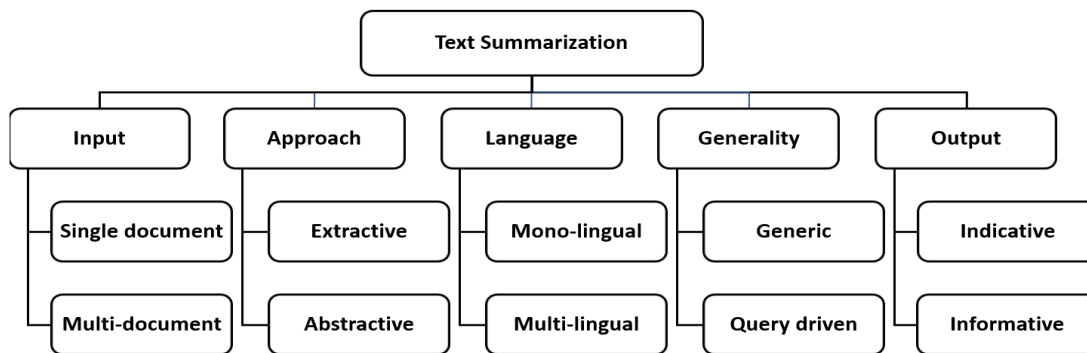 Text Summarization
Input
Approach
Language
Generality
Output
Single document
Extractive
Mono-lingual
Generic
Indicative
Multi-document
Abstractive
Multi-lingual
Query driven
Informative